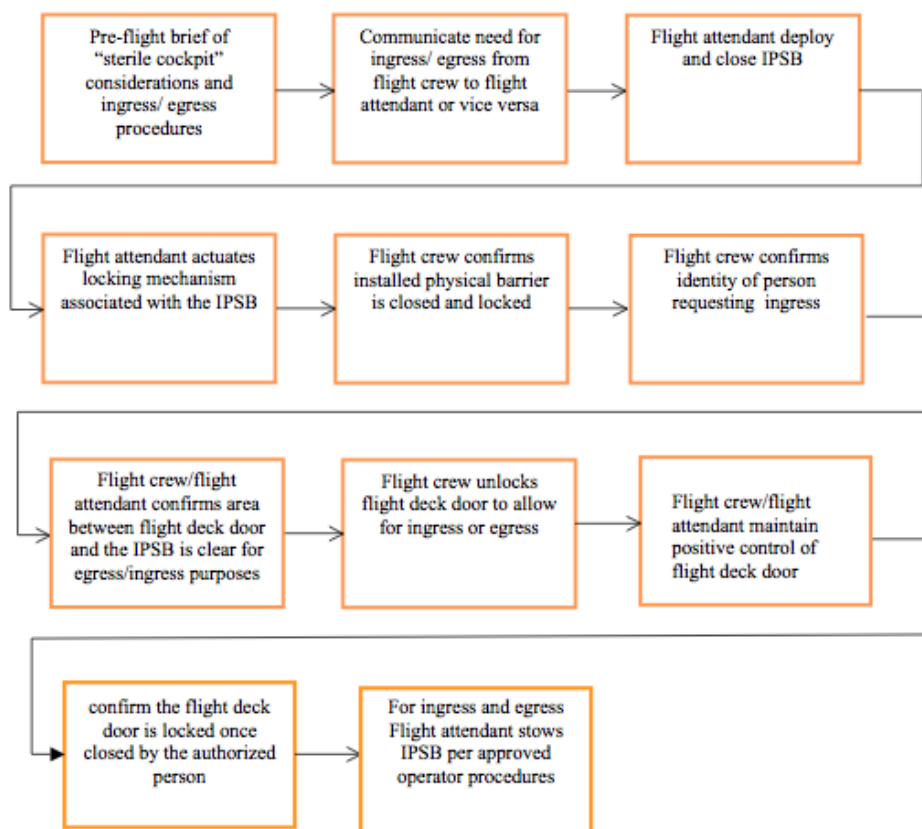 Pre-flight brief of
“sterile cockpit”
considerations and
ingress/ egress
procedures
Communicate need for
ingress/ egress from
flight crew to flight
attendant or vice versa
Flight attendant deploy
and close IPSB
Flight attendant actuates
locking mechanism
associated with the IPSB
Flight crew confirms
installed physical barrier
is closed and locked
Flight crew confirms
identity of person
requesting ingress
Flight crew/flight
attendant confirms area
between flight deck door
and the IPSB is clear for
egress/ingress purposes
Flight crew unlocks
flight deck door to allow
for ingress or egress
Flight crew/flight
attendant maintain
positive control of
flight deck door
confirm the flight deck
door is locked once
closed by the authorized
person
For ingress and egress
Flight attendant stows
IPSB per approved
operator procedures